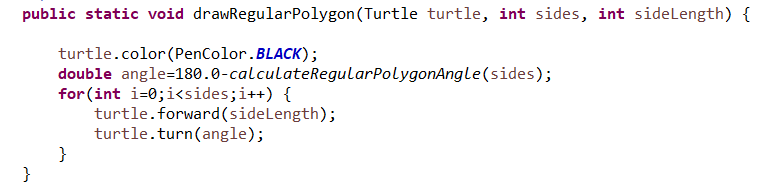 public static void drawRegularPolygon(Turtle turtle, int sides, int sideLength) {
turtle.color(PenColor.BLACK);
double angle=180.0-calculateRegularPolygonAngle(sides);
for(int i=0;i<sides;i++) {
turtle.forward(sideLength);
turtle.turn(angle);
}
}